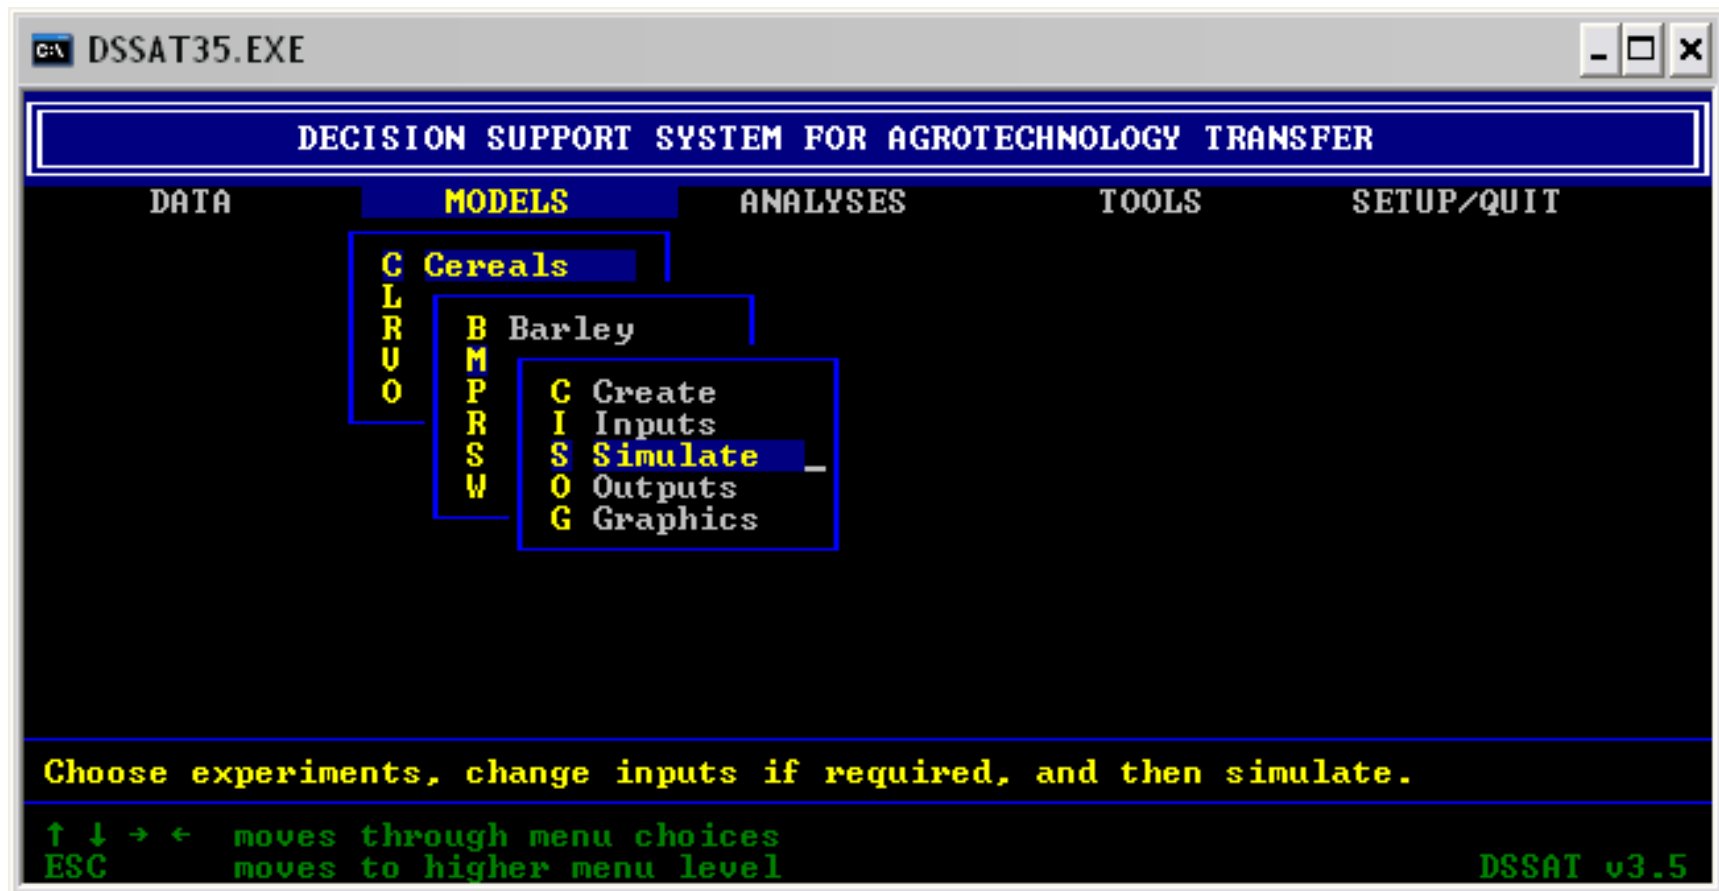 DSSAT35.EXE
DECISION SUPPORT SYSTEM FOR AGROTECHNOLOGY TRANSFER
DATA MODELS ANALYSES TOOLS SETUP/QUIT
C Cereals
L
R B Barley
U M
O P C Create
R I Inputs
S S Simulate _
W O Outputs
G Graphics
Choose experiments, change inputs if required, and then simulate.
↑ ↓ → ← moves through menu choices
ESC moves to higher menu level DSSAT v3.5